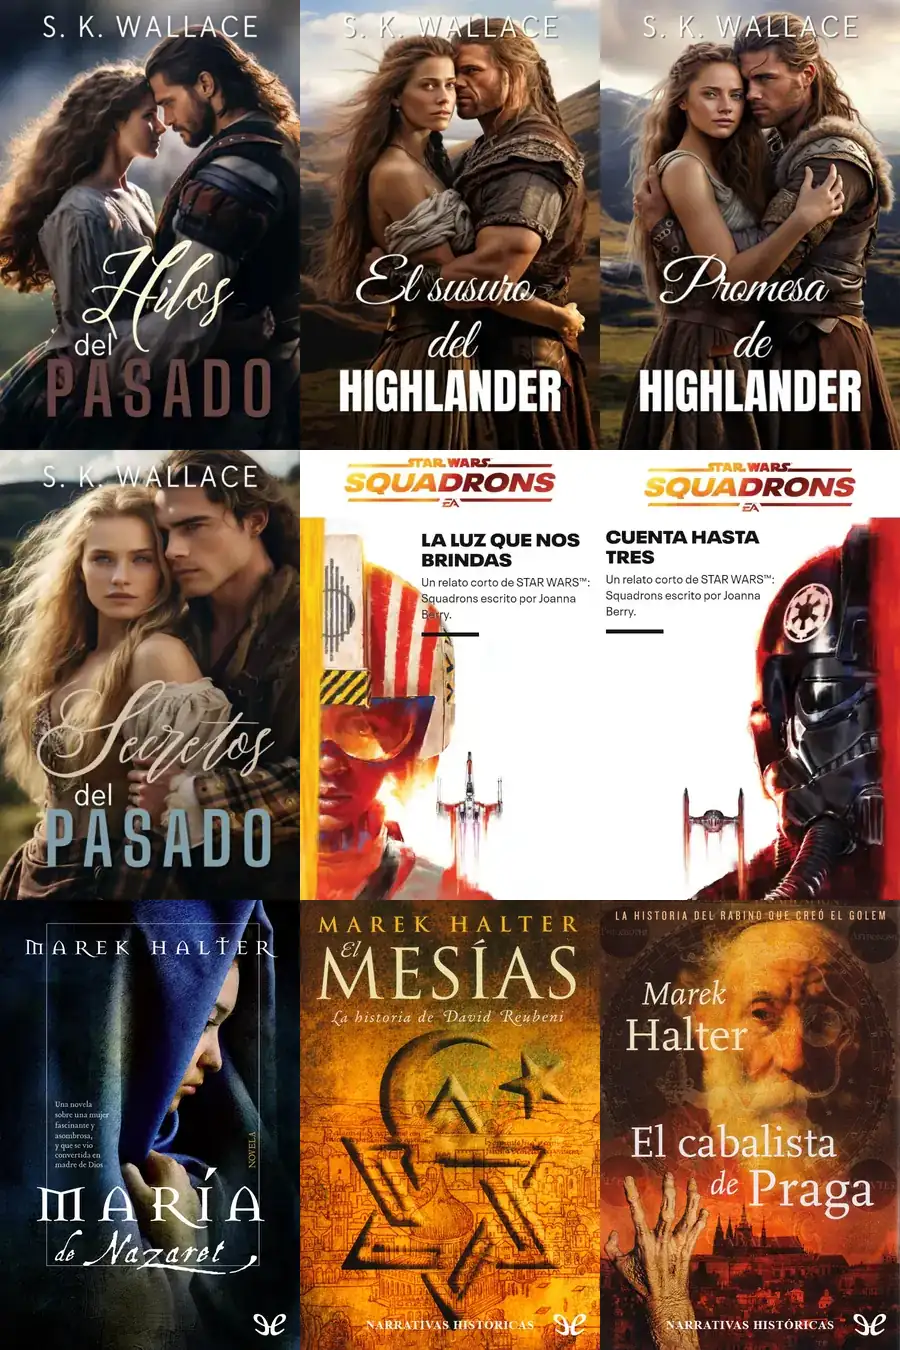 S. K. WALLACE
Hilos
del
PASADO
S. K. WALLACE
El susuro
del
HIGHLANDER
S. K. WALLACE
Promesa
de
HIGHLANDER
S. K. WALLACE
Secretos
del
PASADO
STAR WARS
SQUADRONS
EA
LA LUZ QUE NOS
BRINDAS
Un relato corto de STAR WARS™:
Squadrons escrito por Joanna
Berry.
STAR WARS
SQUADRONS
EA
CUENTA HASTA
TRES
Un relato corto de STAR WARS™:
Squadrons escrito por Joanna
Berry.
MAREK HALTER
Una novela
sobre una mujer
fascinante y
asombrosa,
y que se vio
convertida en
madre de Dios
NOVELA
MARÍA
de Nazaret
MAREK HALTER
El
MESÍAS
La historia de David Reubeni
NARRATIVAS HISTÓRICAS
LA HISTORIA DEL RABINO QUE CREÓ EL GOLEM
Marek
Halter
El cabalista
de Praga
NARRATIVAS HISTÓRICAS